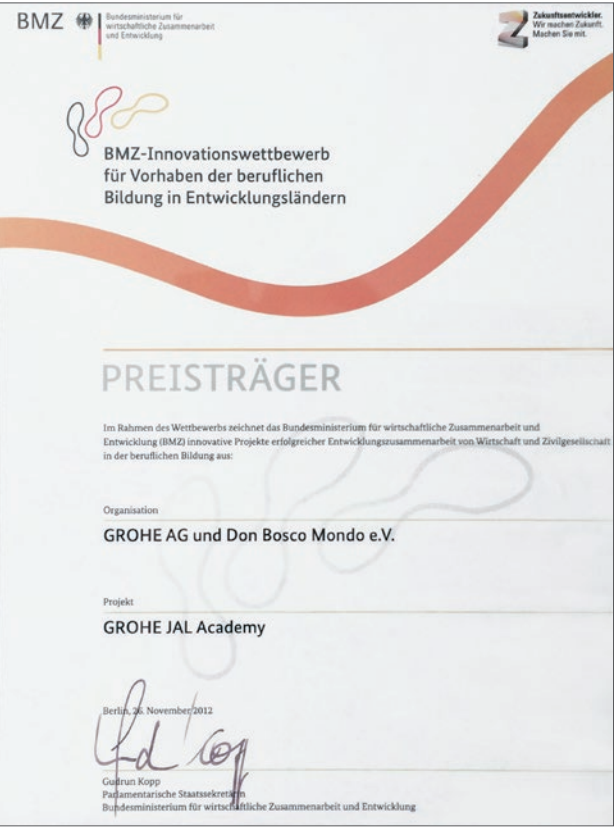 BMZ
Bundesministerium für
wirtschaftliche Zusammenarbeit
und Entwicklung
Zukunftsentwickler.
Wir machen Zukunft.
Machen Sie mit.
BMZ-Innovationswettbewerb
für Vorhaben der beruflichen
Bildung in Entwicklungsländern
PREISTRÄGER
Im Rahmen des Wettbewerbs zeichnet das Bundesministerium für wirtschaftliche Zusammenarbeit und
Entwicklung (BMZ) innovative Projekte erfolgreicher Entwicklungszusammenarbeit von Wirtschaft und Zivilgesellschaft
in der beruflichen Bildung aus:
Organisation
GROHE AG und Don Bosco Mondo e.V.
Projekt
GROHE JAL Academy
Berlin, 26. November 2012
Gudrun Kopp
Parlamentarische Staatssekretärin
Bundesministerium für wirtschaftliche Zusammenarbeit und Entwicklung